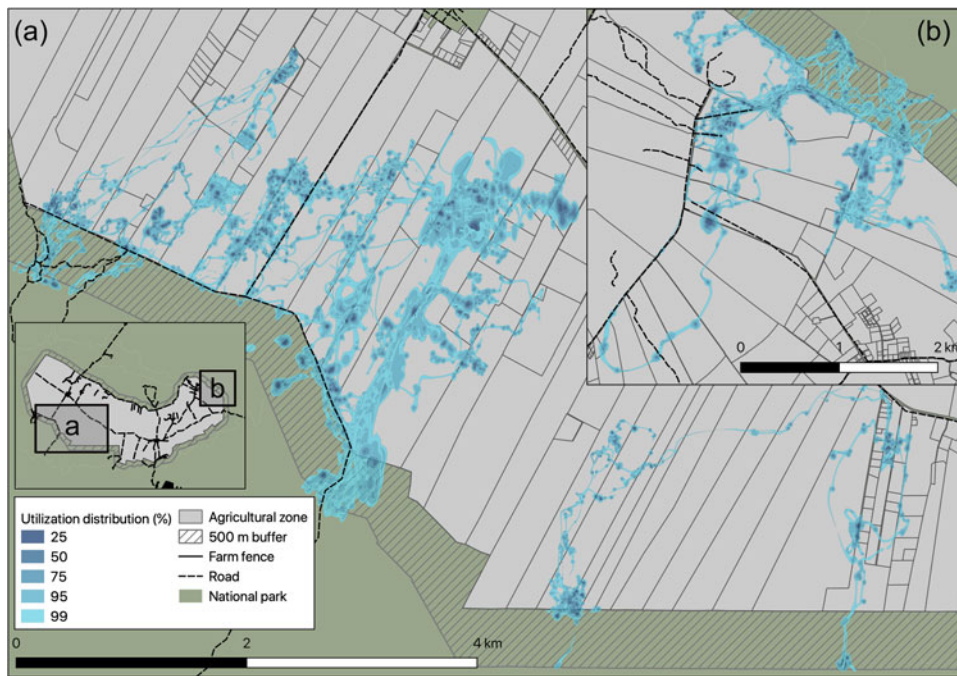 (a)
(b)
0 1 2 km
a
b
Utilization distribution (%)
25
50
75
95
99
Agricultural zone
500 m buffer
Farm fence
Road
National park
0 2 4 km